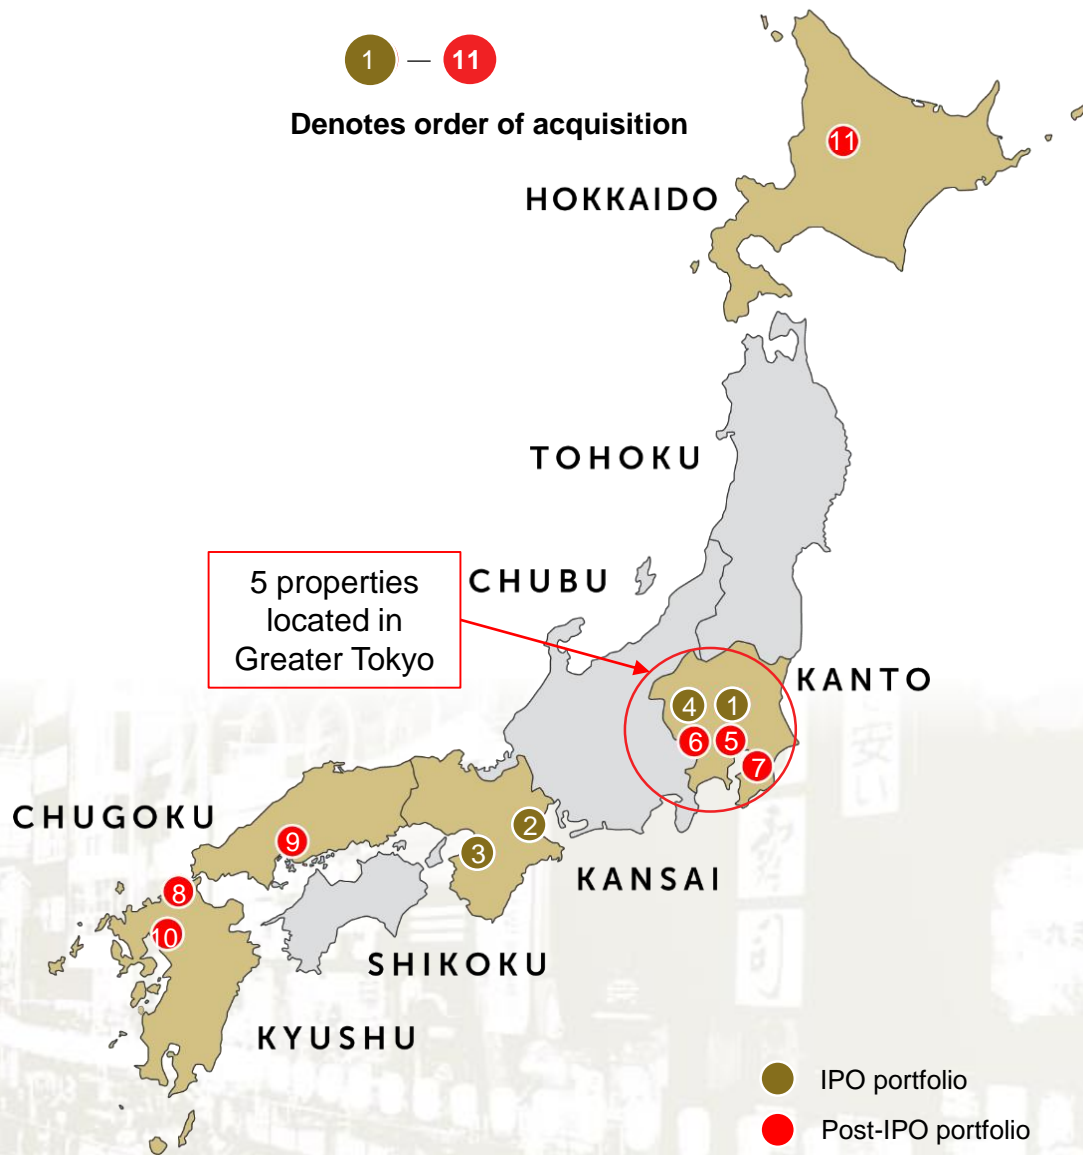 1 — 11
Denotes order of acquisition
11
HOKKAIDO
TOHOKU
5 properties
located in
Greater Tokyo
CHUBU
KANTO
4 1
6 5
7
CHUGOKU
9
2
3
KANSAI
8
10
SHIKOKU
KYUSHU
IPO portfolio
Post-IPO portfolio